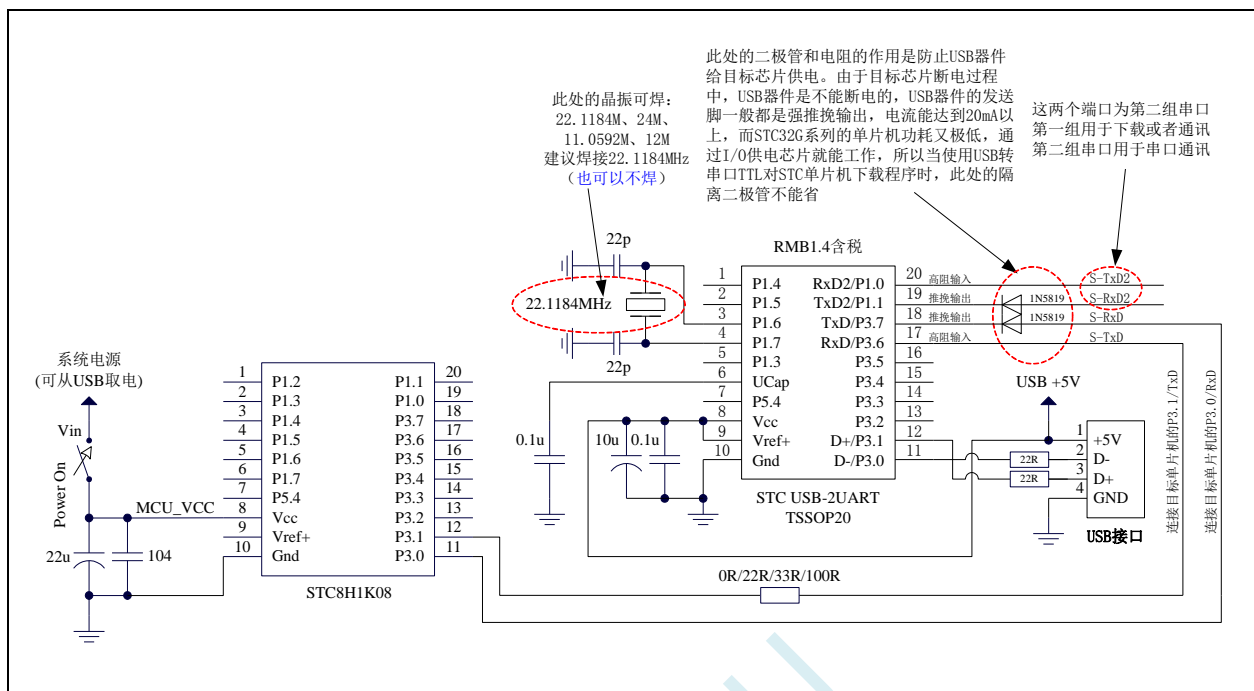 此处的二极管和电阻的作用是防止USB器件
给目标芯片供电。由于目标芯片断电过程
中，USB器件是不能断电的，USB器件的发送
脚一般都是强推挽输出，电流能达到20mA以
上，而STC32G系列的单片机功耗又极低，通
过I/O供电芯片就能工作，所以当使用USB转
串口TTL对STC单片机下载程序时，此处的隔
离二极管不能省
此处的晶振可焊：
22.1184M、24M、
11.0592M、12M
建议焊接22.1184MHz
（也可以不焊）
这两个端口为第二组串口
第一组用于下载或者通讯
第二组串口用于串口通讯
22p
22.1184MHz
22p
RMB1.4含税
1 P1.4 RxD2/P1.0 20 高阻输入 S-TxD2
2 P1.5 TxD2/P1.1 19 推挽输出 1N5819 S-RxD2
3 P1.6 TxD/P3.7 18 推挽输出 1N5819 S-RxD
4 P1.7 RxD/P3.6 17 高阻输入 S-TxD
5 P1.3 P3.5 16
6 UCap P3.4 15
7 P5.4 P3.3 14
8 Vcc P3.2 13
9 Vref+ D+/P3.1 12
10 Gnd D-/P3.0 11
STC USB-2UART
TSSOP20
0.1u
10u
0.1u
USB +5V
1 +5V
2 D-
3 D+
4 GND
22R
22R
USB接口
连接目标单片机的P3.1/TxD
连接目标单片机的P3.0/RxD
系统电源
(可从USB取电)
Vin
Power On
MCU_VCC
22u
104
1 P1.2 P1.1 20
2 P1.3 P1.0 19
3 P1.4 P3.7 18
4 P1.5 P3.6 17
5 P1.6 P3.5 16
6 P1.7 P3.4 15
7 P5.4 P3.3 14
8 Vcc P3.2 13
9 Vref+ P3.1 12
10 Gnd P3.0 11
STC8H1K08
0R/22R/33R/100R